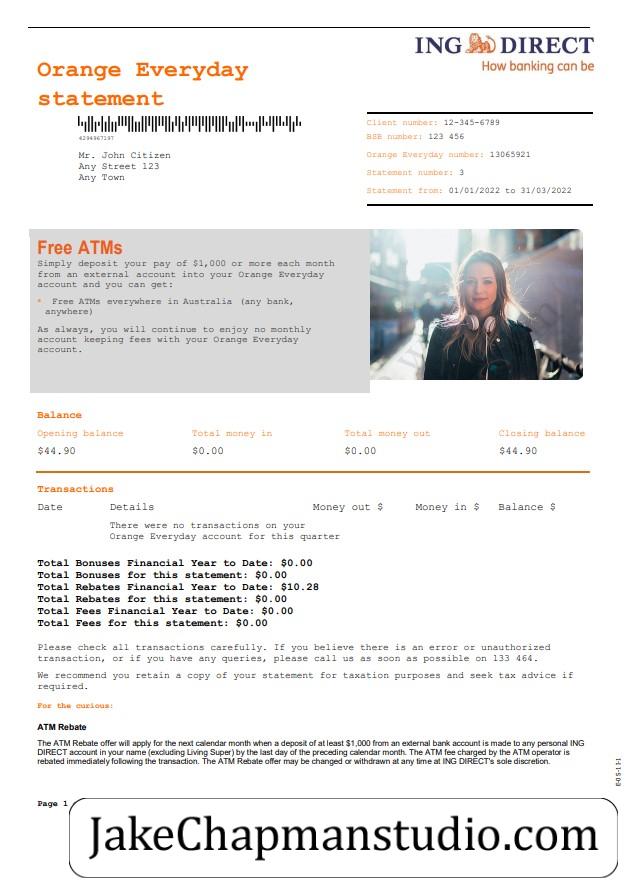 ING DIRECT
How banking can be
Orange Everyday
statement
4294967197
Mr. John Citizen
Any Street 123
Any Town
Client number: 12-345-6789
BSB number: 123 456
Orange Everyday number: 13065921
Statement number: 3
Statement from: 01/01/2022 to 31/03/2022
Free ATMs
Simply deposit your pay of $1,000 or more each month
from an external account into your Orange Everyday
account and you can get:
* Free ATMs everywhere in Australia (any bank,
anywhere)
As always, you will continue to enjoy no monthly
account keeping fees with your Orange Everyday
account.
Balance
Opening balance Total money in Total money out Closing balance
$44.90 $0.00 $0.00 $44.90
Transactions
Date Details Money out $ Money in $ Balance $
There were no transactions on your
Orange Everyday account for this quarter
Total Bonuses Financial Year to Date: $0.00
Total Bonuses for this statement: $0.00
Total Rebates Financial Year to Date: $10.28
Total Rebates for this statement: $0.00
Total Fees Financial Year to Date: $0.00
Total Fees for this statement: $0.00
Please check all transactions carefully. If you believe there is an error or unauthorized
transaction, or if you have any queries, please call us as soon as possible on 133 464.
We recommend you retain a copy of your statement for taxation purposes and seek tax advice if
required.
For the curious:
ATM Rebate
The ATM Rebate offer will apply for the next calendar month when a deposit of at least $1,000 from an external bank account is made to any personal ING
DIRECT account in your name (excluding Living Super) by the last day of the preceding calendar month. The ATM fee charged by the ATM operator is
rebated immediately following the transaction. The ATM Rebate offer may be changed or withdrawn at any time at ING DIRECT's sole discretion.
Page 1
JakeChapmanstudio.com